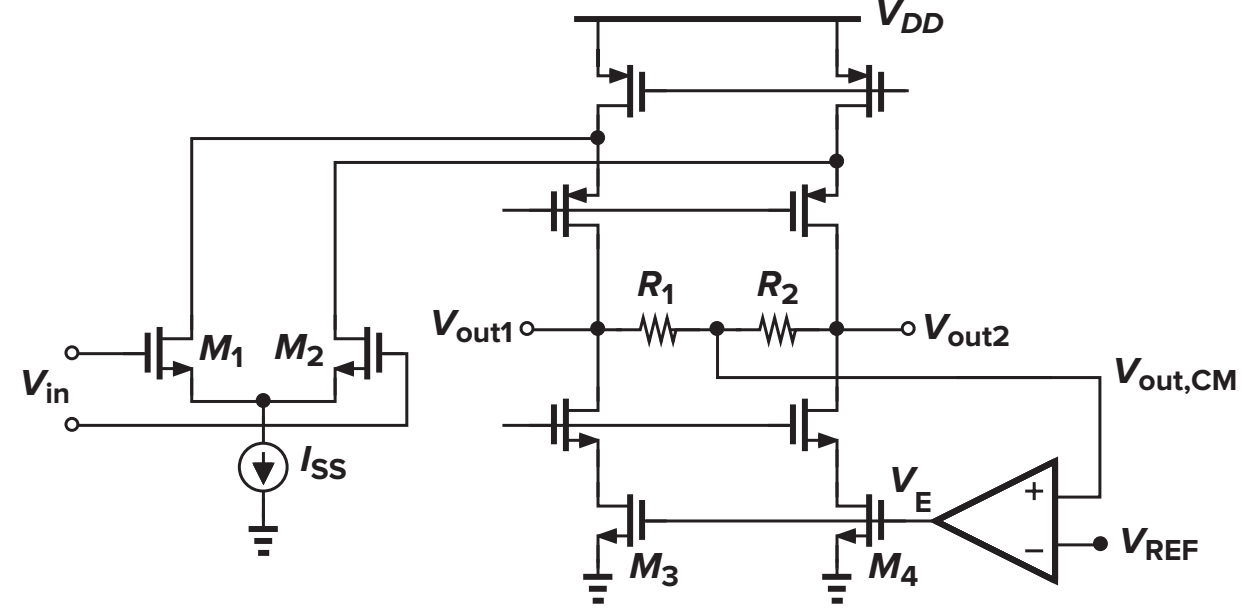 VDD
R1
R2
Vout1
Vout2
M1
M2
Vin
Vout,CM
ISS
VE
+
−
VREF
M3
M4